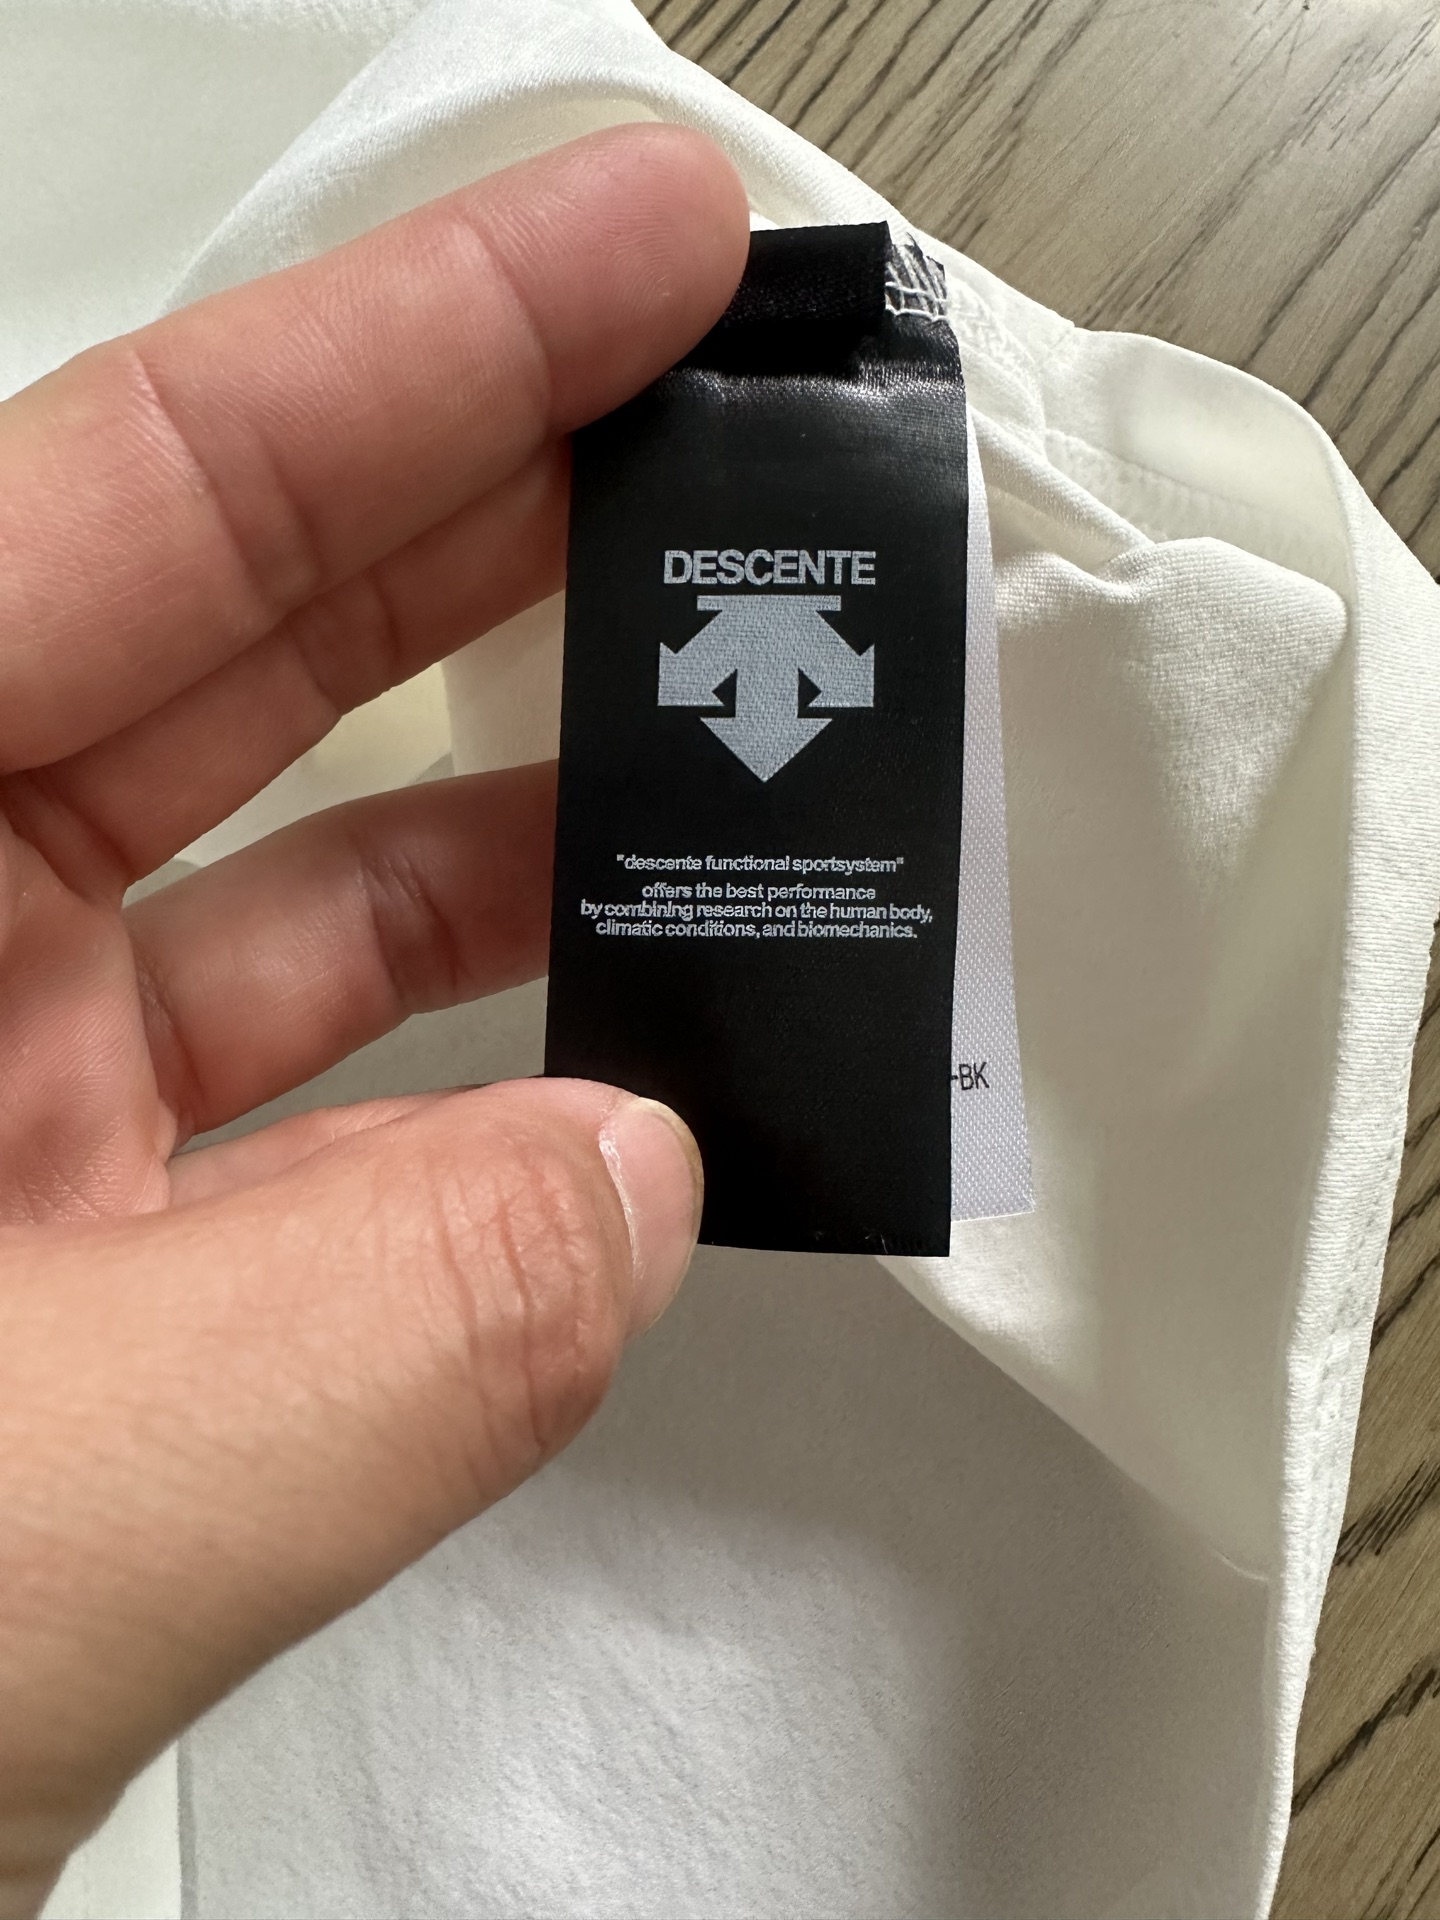 DESCENTE
"descente functional sportsystem"
offers the best performance
by combining research on the human body,
climatic conditions, and biomechanics.
-BK